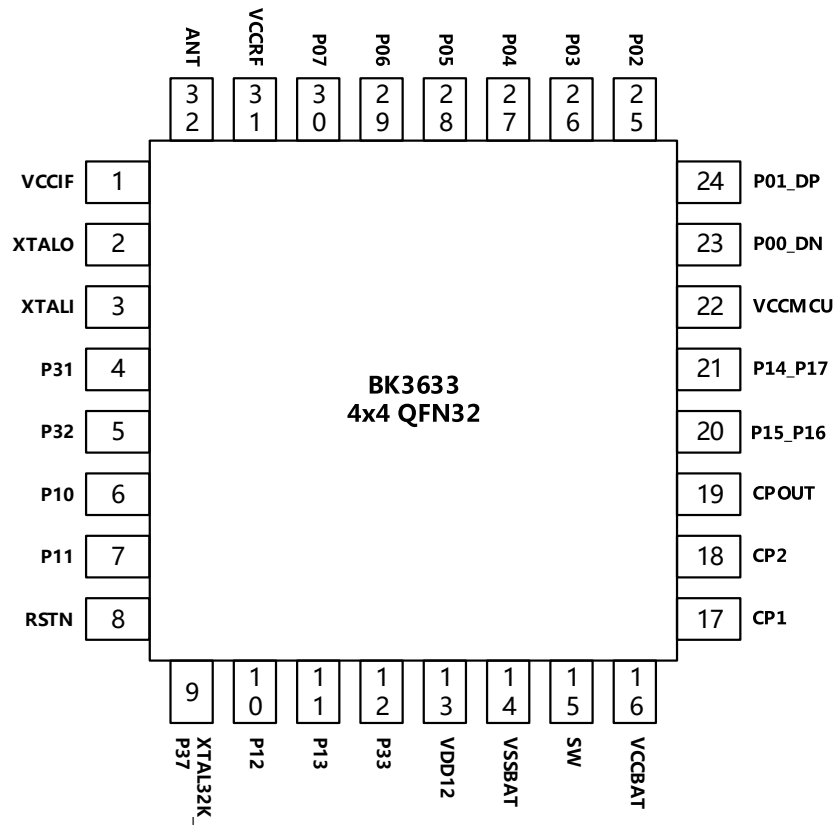 ANT
VCCRF
P07
P06
P05
P04
P03
P02
32
31
30
29
28
27
26
25
VCCIF 1
XTALO 2
XTALI 3
P31 4
P32 5
P10 6
P11 7
RSTN 8
BK3633
4x4 QFN32
24 P01_DP
23 P00_DN
22 VCCMCU
21 P14_P17
20 P15_P16
19 CPOUT
18 CP2
17 CP1
9
10
11
12
13
14
15
16
XTAL32K_
P37
P12
P13
P33
VDD12
VSSBAT
SW
VCCBAT